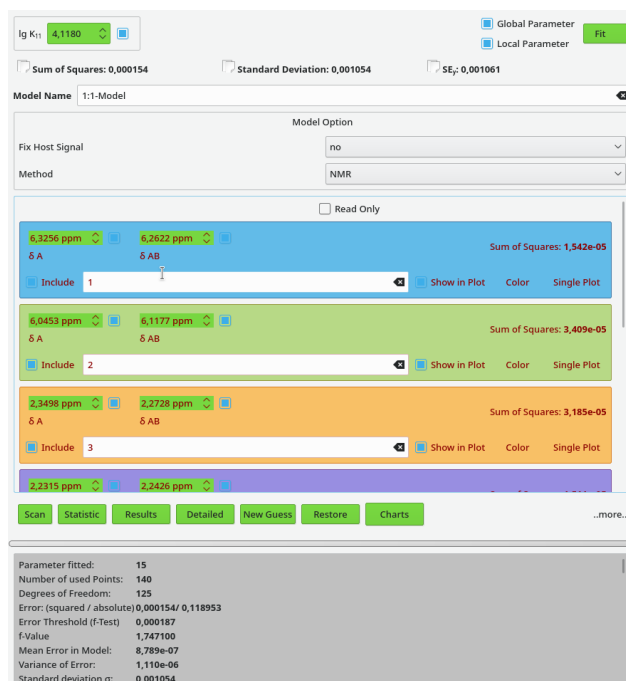 lg K₁₁ 4,1180
Global Parameter
Local Parameter
Fit
Sum of Squares: 0,000154 Standard Deviation: 0,001054 SEᵧ: 0,001061
Model Name 1:1-Model
Model Option
Fix Host Signal no
Method NMR
Read Only
6,3256 ppm 6,2622 ppm
δ A δ AB
Sum of Squares: 1,542e-05
Include 1 Show in Plot Color Single Plot
6,0453 ppm 6,1177 ppm
δ A δ AB
Sum of Squares: 3,409e-05
Include 2 Show in Plot Color Single Plot
2,3498 ppm 2,2728 ppm
δ A δ AB
Sum of Squares: 3,185e-05
Include 3 Show in Plot Color Single Plot
2,2315 ppm 2,2426 ppm
Scan Statistic Results Detailed New Guess Restore Charts ..more..
Parameter fitted: 15
Number of used Points: 140
Degrees of Freedom: 125
Error: (squared / absolute) 0,000154/ 0,118953
Error Threshold (f-Test) 0,000187
f-Value 1,747100
Mean Error in Model: 8,789e-07
Variance of Error: 1,110e-06
Standard deviation σ: 0,001054